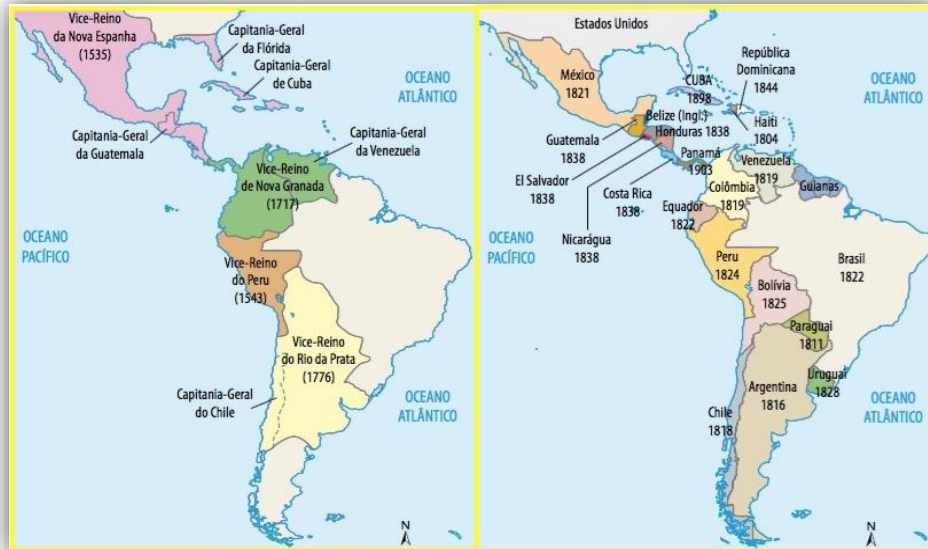 Vice-Reino
da Nova Espanha
(1535)
Capitania-Geral
da Flórida
Capitania-Geral
de Cuba
OCEANO
ATLÂNTICO
Capitania-Geral
da Guatemala
Capitania-Geral
da Venezuela
Vice-Reino
de Nova Granada
(1717)
OCEANO
PACÍFICO
Vice-Reino
do Peru
(1543)
Vice-Reino
do Rio da Prata
(1776)
Capitania-Geral
do Chile
OCEANO
ATLÂNTICO
N
Estados Unidos
México
1821
CUBA
1898
República
Dominicana
1844
OCEANO
ATLÂNTICO
Haiti
1804
Belize (Ingl.)
Honduras 1838
Guatemala
1838
El Salvador
1838
Nicarágua
1838
Costa Rica
1838
Panamá
1903
Venezuela
1819
Colômbia
1819
Guianas
Equador
1822
OCEANO
PACÍFICO
Peru
1824
Brasil
1822
Bolívia
1825
Paraguai
1811
Uruguai
1828
Argentina
1816
Chile
1818
OCEANO
ATLÂNTICO
N